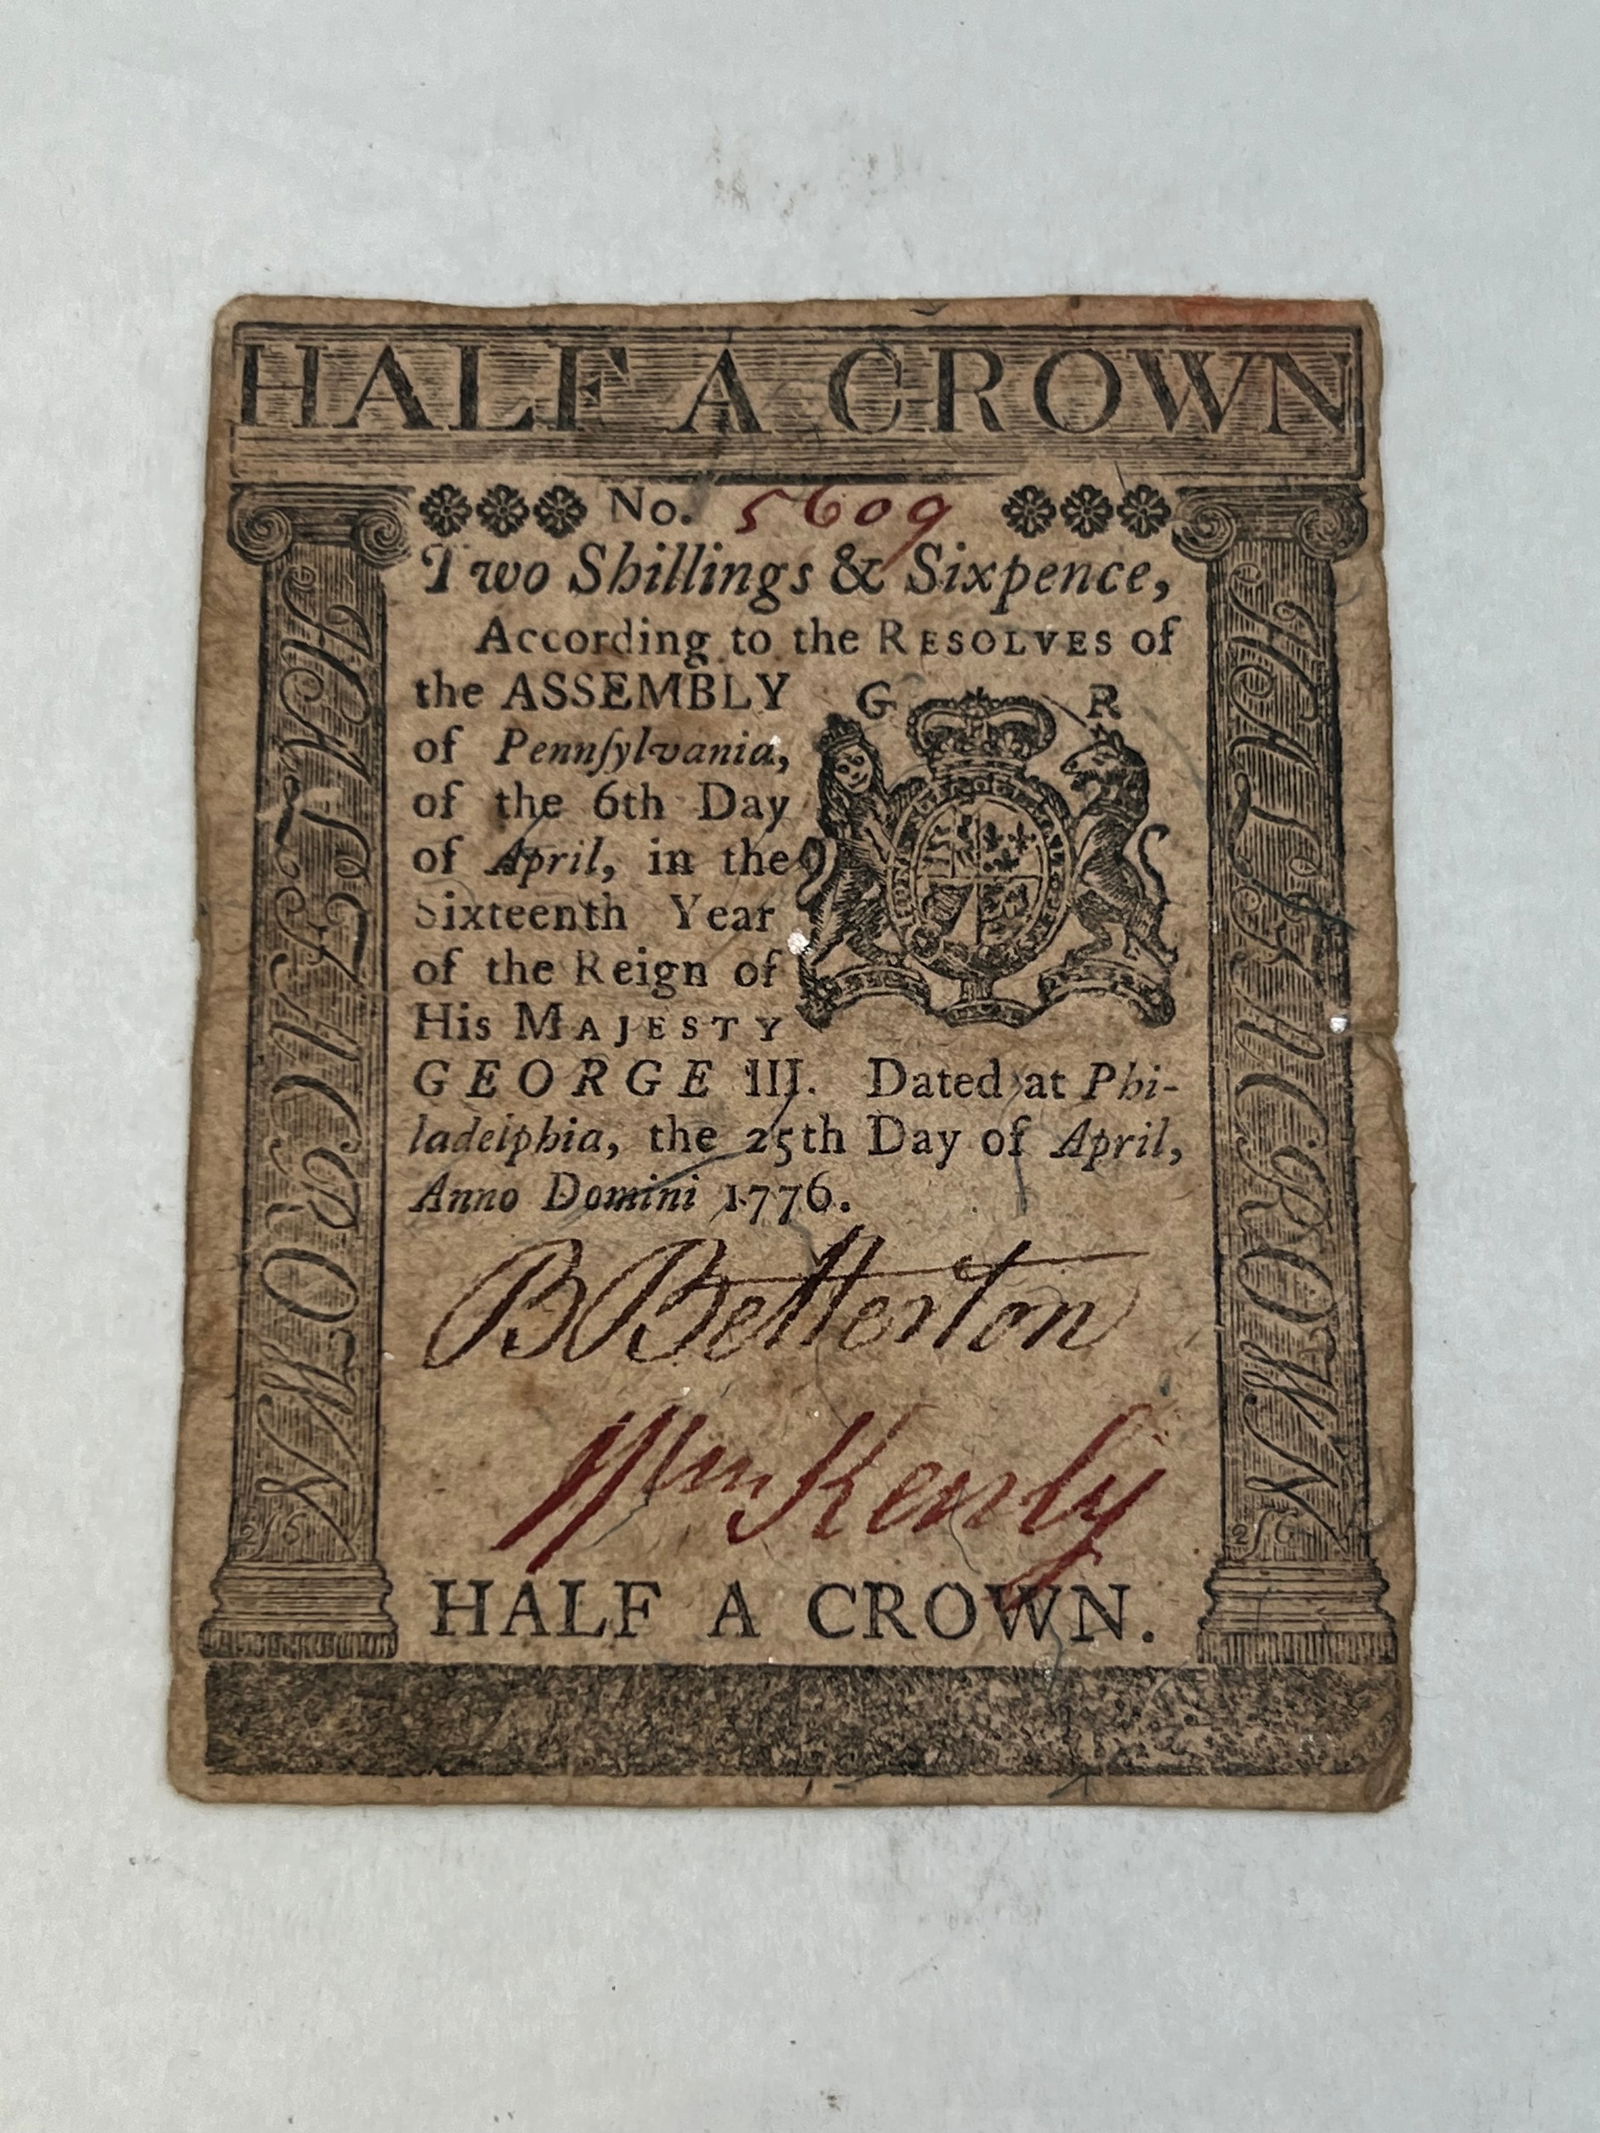 HALF A CROWN
No. 5609
Two Shillings & Sixpence,
According to the RESOLVES of
the ASSEMBLY
of Pennſylvania,
of the 6th Day
of April, in the
Sixteenth Year
of the Reign of
His MAJESTY
G R
GEORGE III. Dated at Phi-
ladelphia, the 25th Day of April,
Anno Domini 1776.
B Betterton
Wm Kenly
HALF A CROWN.
HALF A CROWN
HALF A CROWN